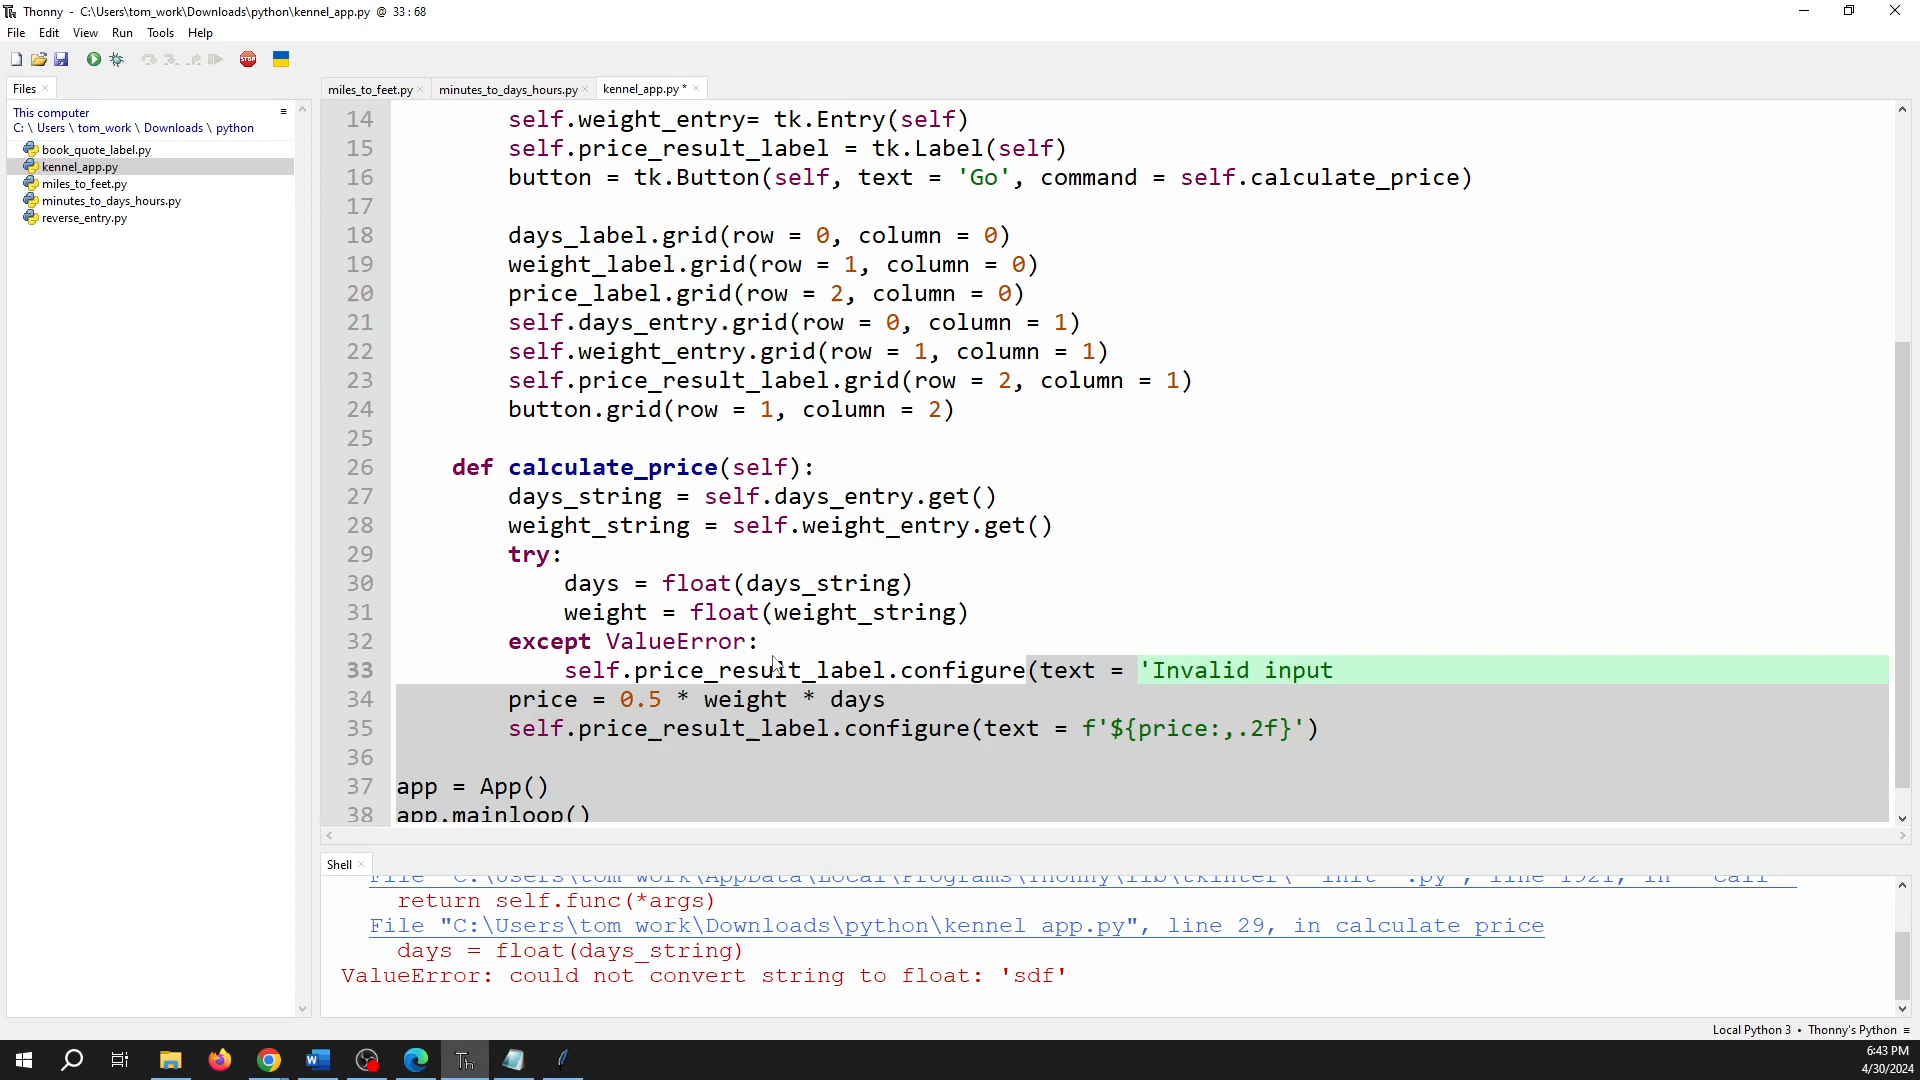 Thonny - C:\Users\tom_work\Downloads\python\kennel_app.py @ 33 : 68
File Edit View Run Tools Help
STOP
Files
This computer
C: \ Users \ tom_work \ Downloads \ python
book_quote_label.py
kennel_app.py
miles_to_feet.py
minutes_to_days_hours.py
reverse_entry.py
miles_to_feet.py minutes_to_days_hours.py kennel_app.py *
14 self.weight_entry= tk.Entry(self)
15 self.price_result_label = tk.Label(self)
16 button = tk.Button(self, text = 'Go', command = self.calculate_price)
17
18 days_label.grid(row = 0, column = 0)
19 weight_label.grid(row = 1, column = 0)
20 price_label.grid(row = 2, column = 0)
21 self.days_entry.grid(row = 0, column = 1)
22 self.weight_entry.grid(row = 1, column = 1)
23 self.price_result_label.grid(row = 2, column = 1)
24 button.grid(row = 1, column = 2)
25
26 def calculate_price(self):
27 days_string = self.days_entry.get()
28 weight_string = self.weight_entry.get()
29 try:
30 days = float(days_string)
31 weight = float(weight_string)
32 except ValueError:
33 self.price_result_label.configure(text = 'Invalid input
34 price = 0.5 * weight * days
35 self.price_result_label.configure(text = f'${price:,.2f}')
36
37 app = App()
38 app.mainloop()
Shell
File "C:\Users\tom_work\AppData\Local\Programs\Thonny\lib\tkinter\__init__.py", line 1921, in __call__
return self.func(*args)
File "C:\Users\tom_work\Downloads\python\kennel_app.py", line 29, in calculate_price
days = float(days_string)
ValueError: could not convert string to float: 'sdf'
Local Python 3 • Thonny's Python ≡
6:43 PM
4/30/2024